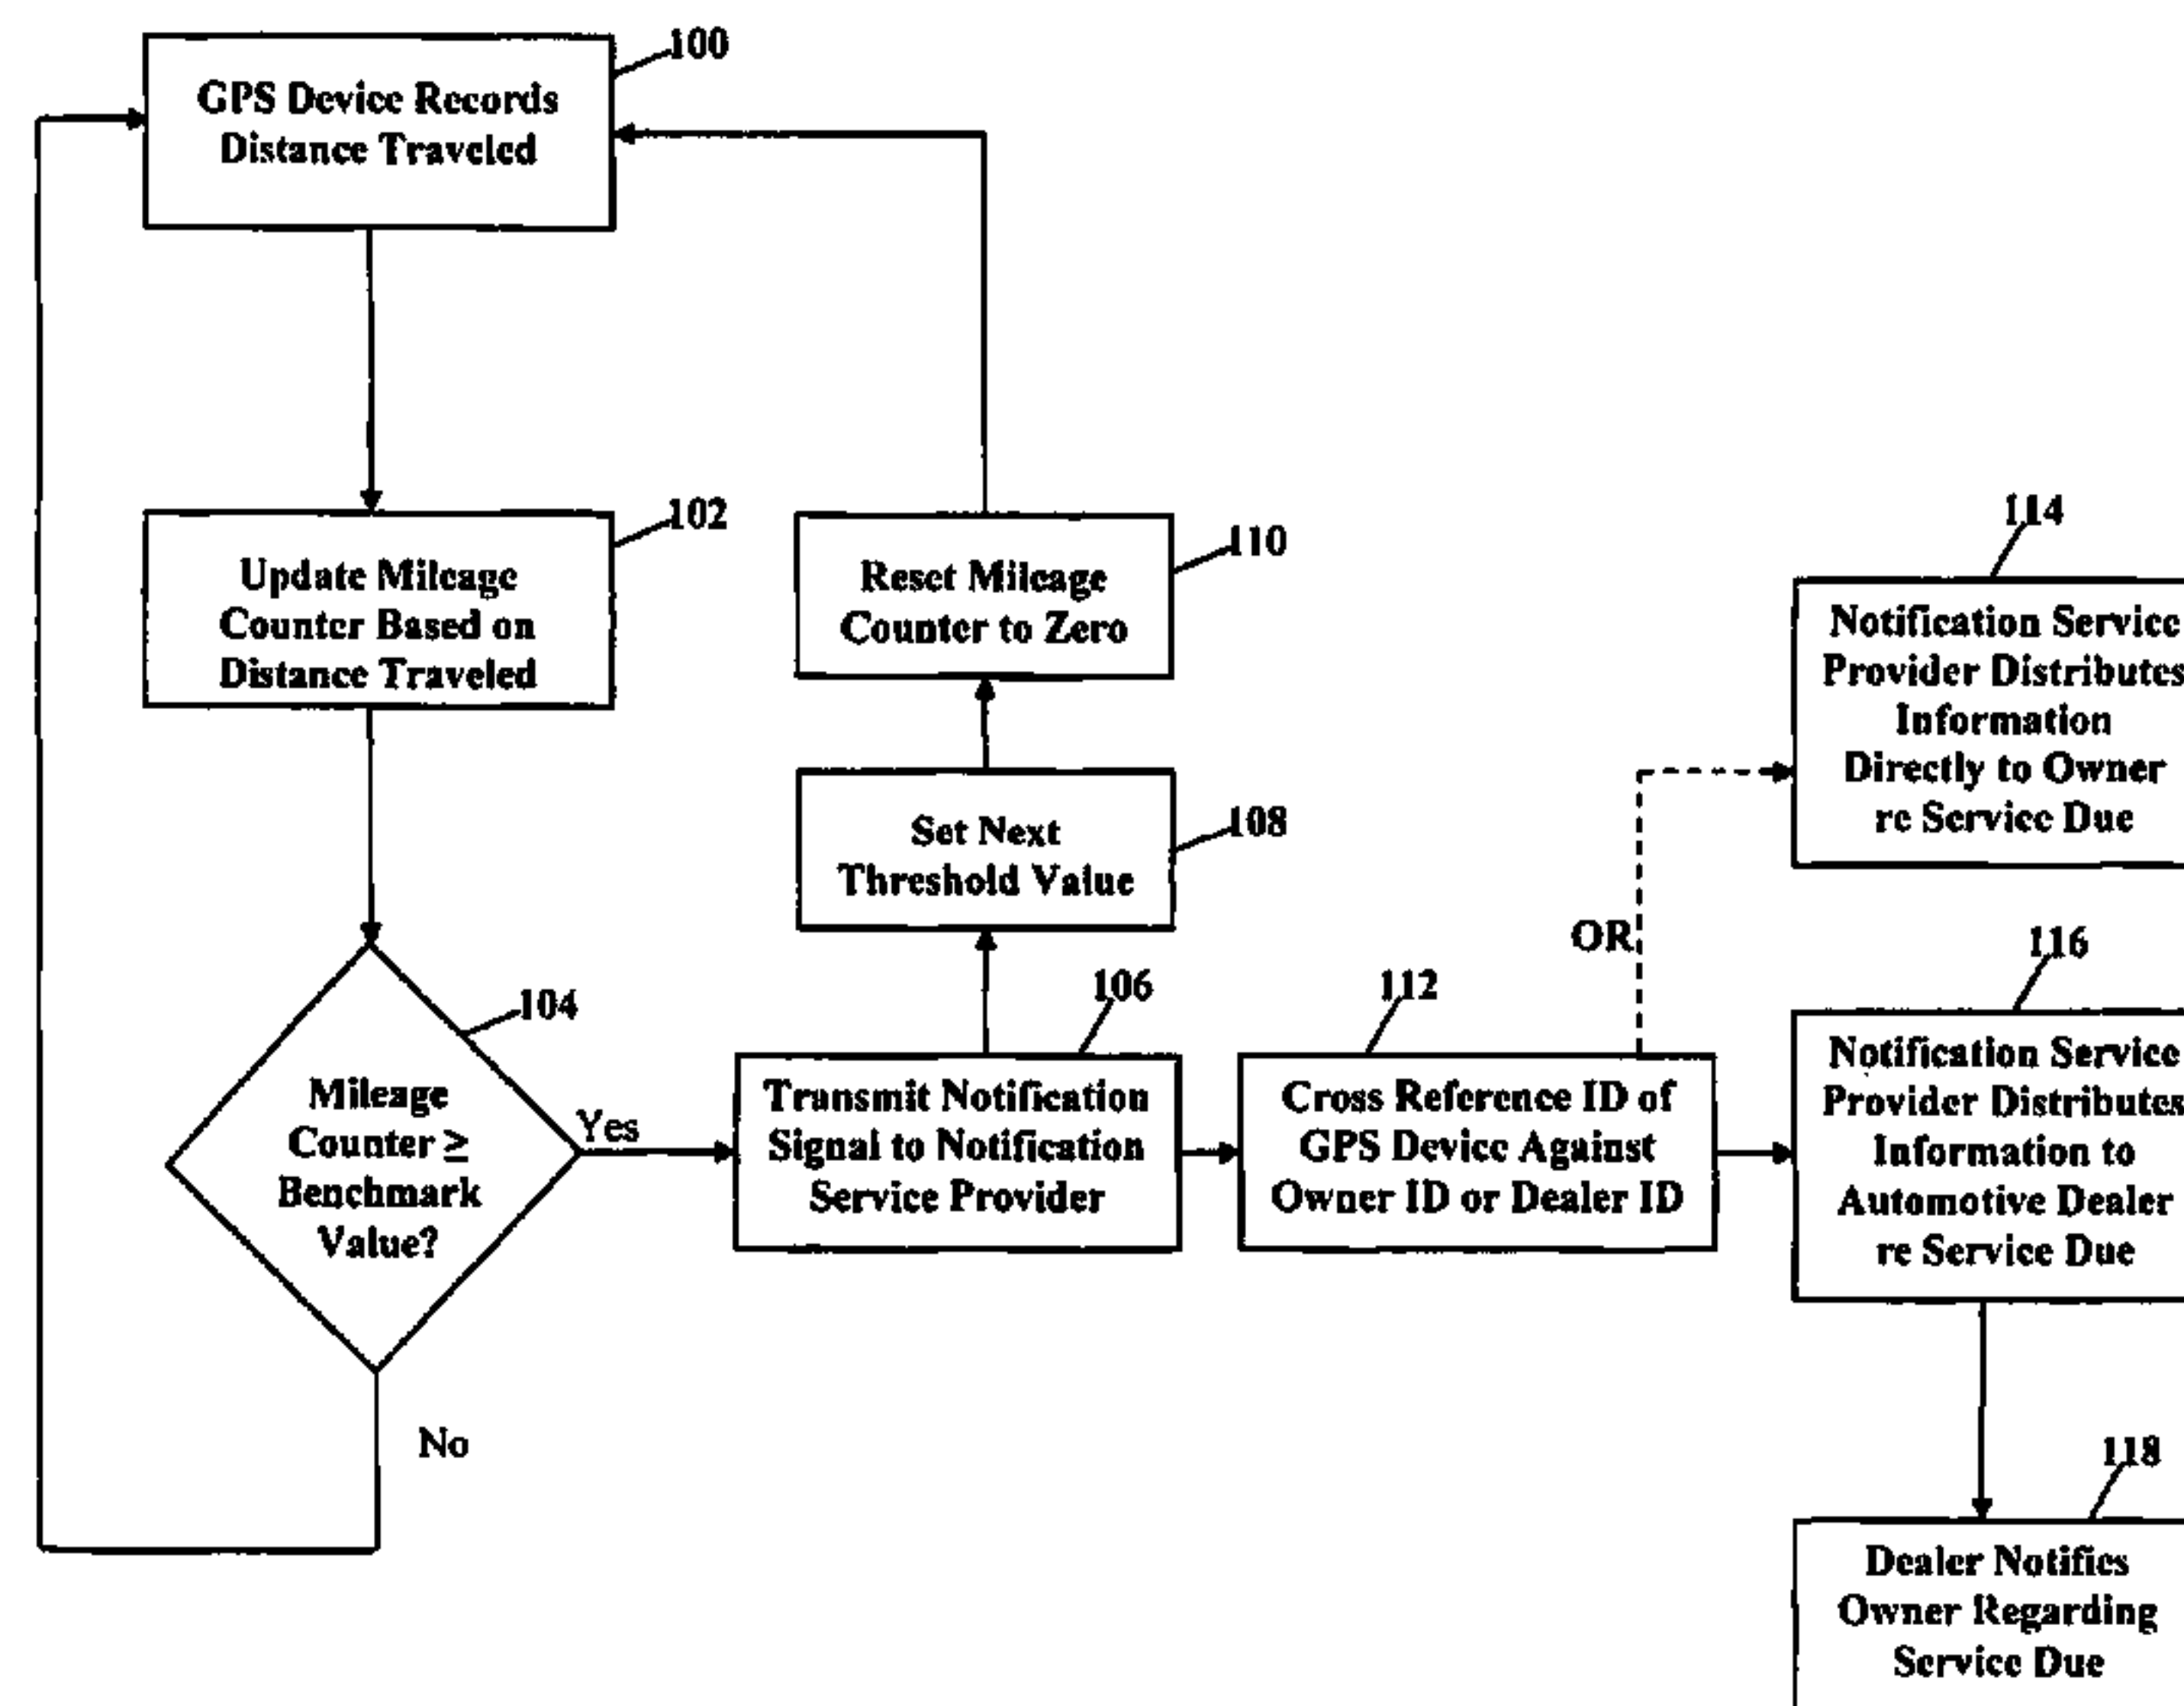 100
GPS Device Records
Distance Traveled
102
Update Mileage
Counter Based on
Distance Traveled
110
Reset Mileage
Counter to Zero
114
Notification Service
Provider Distributes
Information
Directly to Owner
re Service Due
108
Set Next
Threshold Value
OR
104
Mileage
Counter ≥
Benchmark
Value?
Yes
No
106
Transmit Notification
Signal to Notification
Service Provider
112
Cross Reference ID of
GPS Device Against
Owner ID or Dealer ID
116
Notification Service
Provider Distributes
Information to
Automotive Dealer
re Service Due
118
Dealer Notifies
Owner Regarding
Service Due